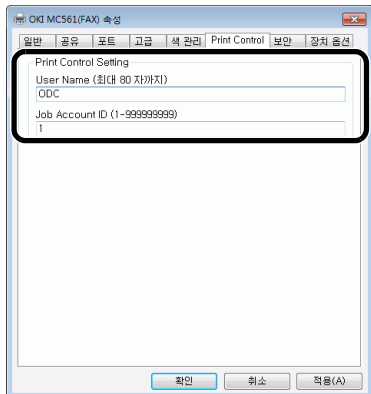 OKI MC561(FAX) 속성
일반 공유 포트 고급 색 관리 Print Control 보안 장치 옵션
Print Control Setting
User Name (최대 80 자까지)
ODC
Job Account ID (1-999999999)
1
확인 취소 적용(A)